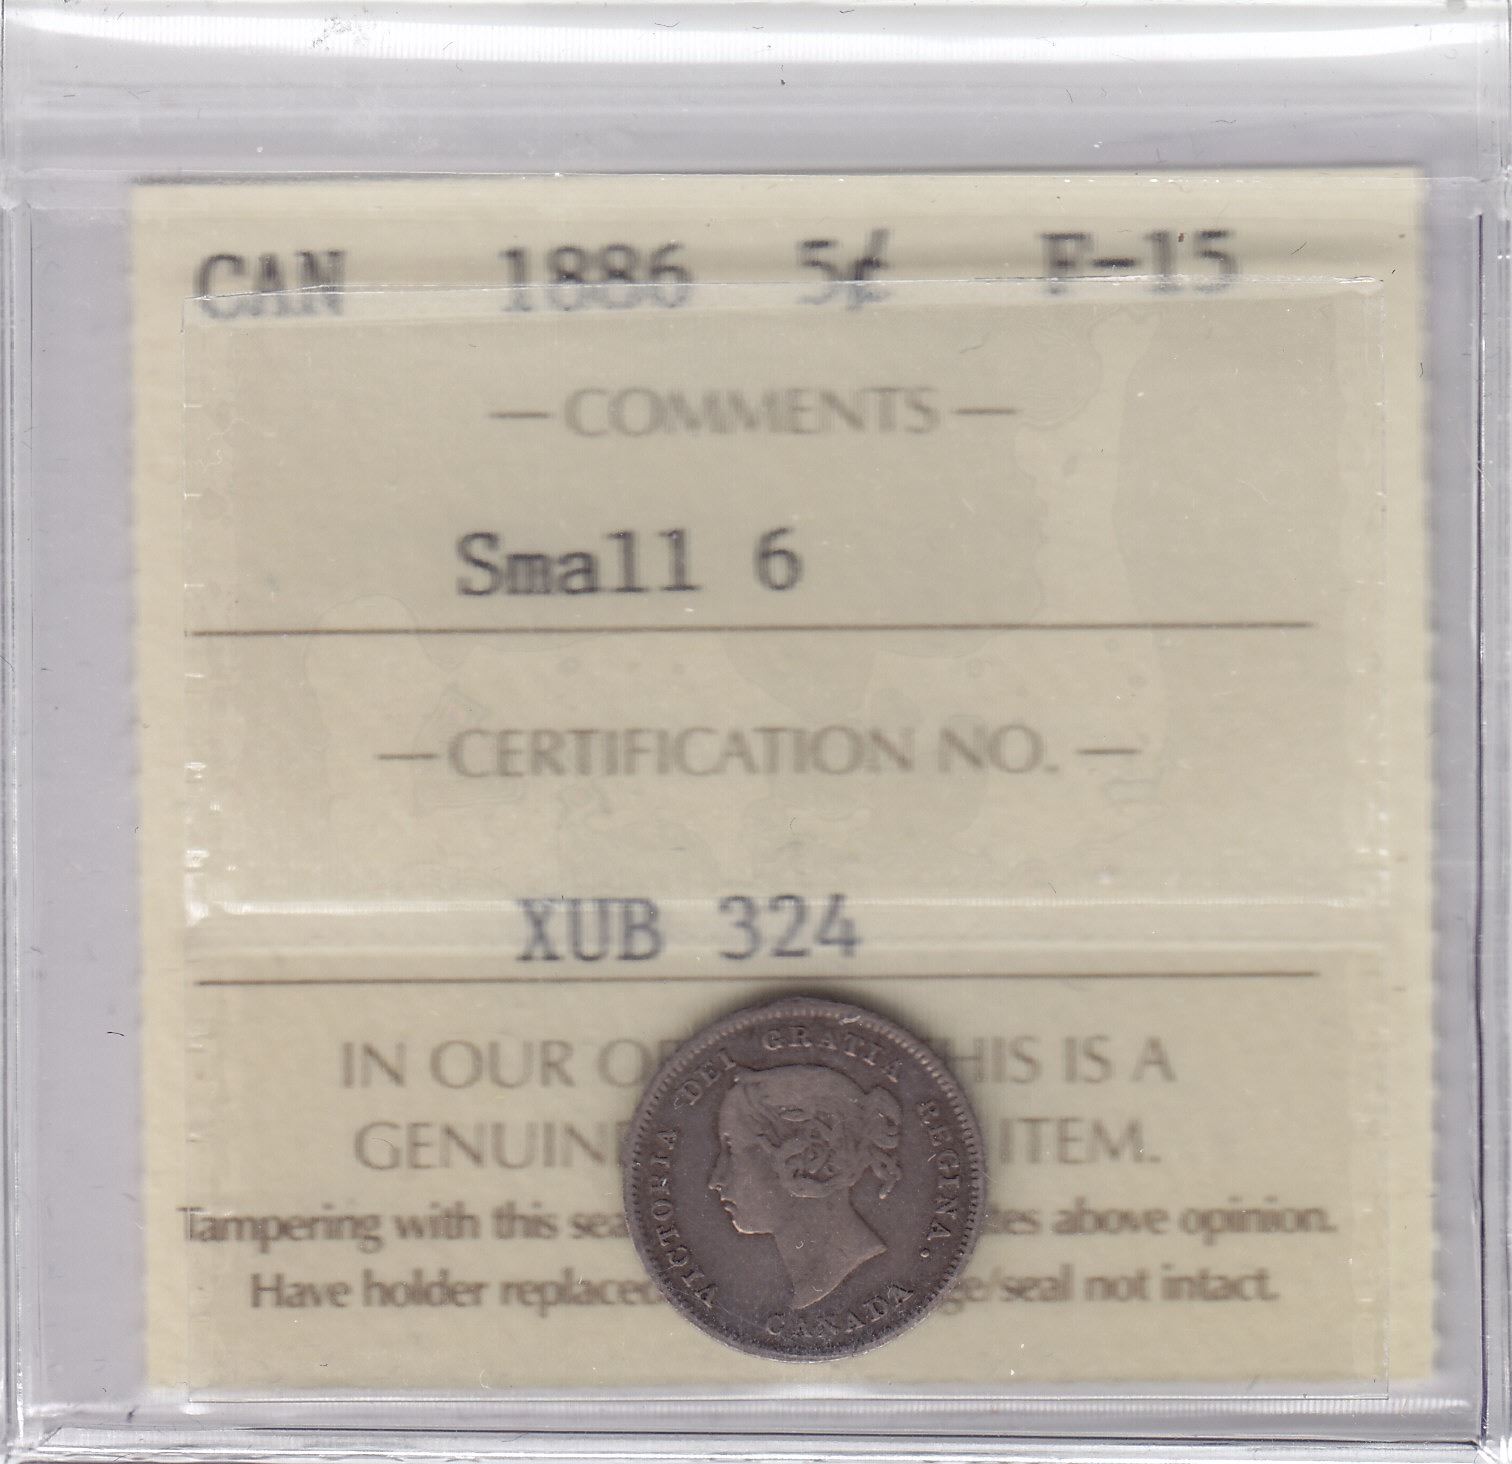 CAN 1886 5¢ F-15
— COMMENTS —
Small 6
— CERTIFICATION NO. —
XUB 324
IN OUR OP HIS IS A
GENUIN ITEM.
Tampering with this sea tes above opinion.
Have holder replaced ge/seal not intact.
VICTORIA DEI GRATIA REGINA.
CANADA